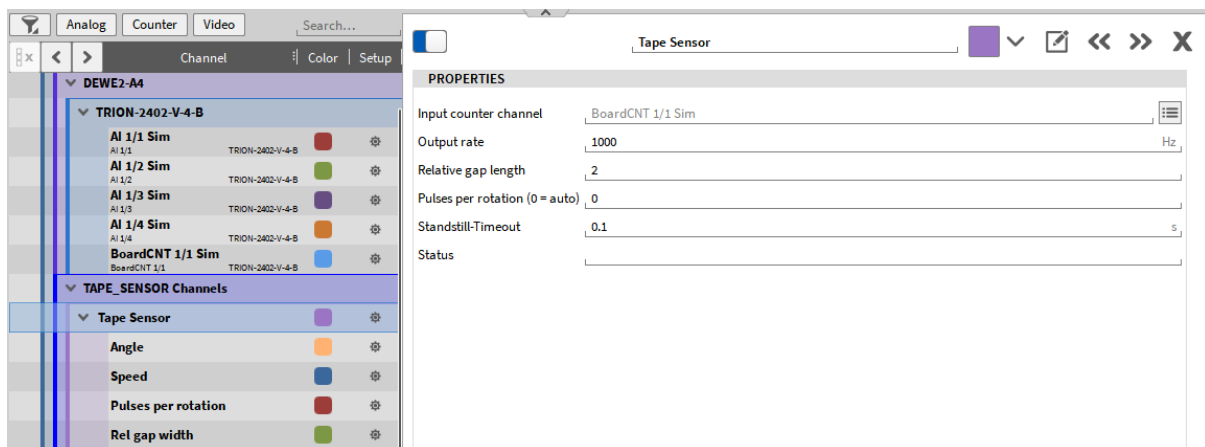 Analog Counter Video Search...
Channel Color Setup
DEWE2-A4
TRION-2402-V-4-B
AI 1/1 Sim
AI 1/1 TRION-2402-V-4-B
AI 1/2 Sim
AI 1/2 TRION-2402-V-4-B
AI 1/3 Sim
AI 1/3 TRION-2402-V-4-B
AI 1/4 Sim
AI 1/4 TRION-2402-V-4-B
BoardCNT 1/1 Sim
BoardCNT 1/1 TRION-2402-V-4-B
TAPE_SENSOR Channels
Tape Sensor
Angle
Speed
Pulses per rotation
Rel gap width
Tape Sensor
PROPERTIES
Input counter channel BoardCNT 1/1 Sim
Output rate 1000 Hz
Relative gap length 2
Pulses per rotation (0 = auto) 0
Standstill-Timeout 0.1 s
Status